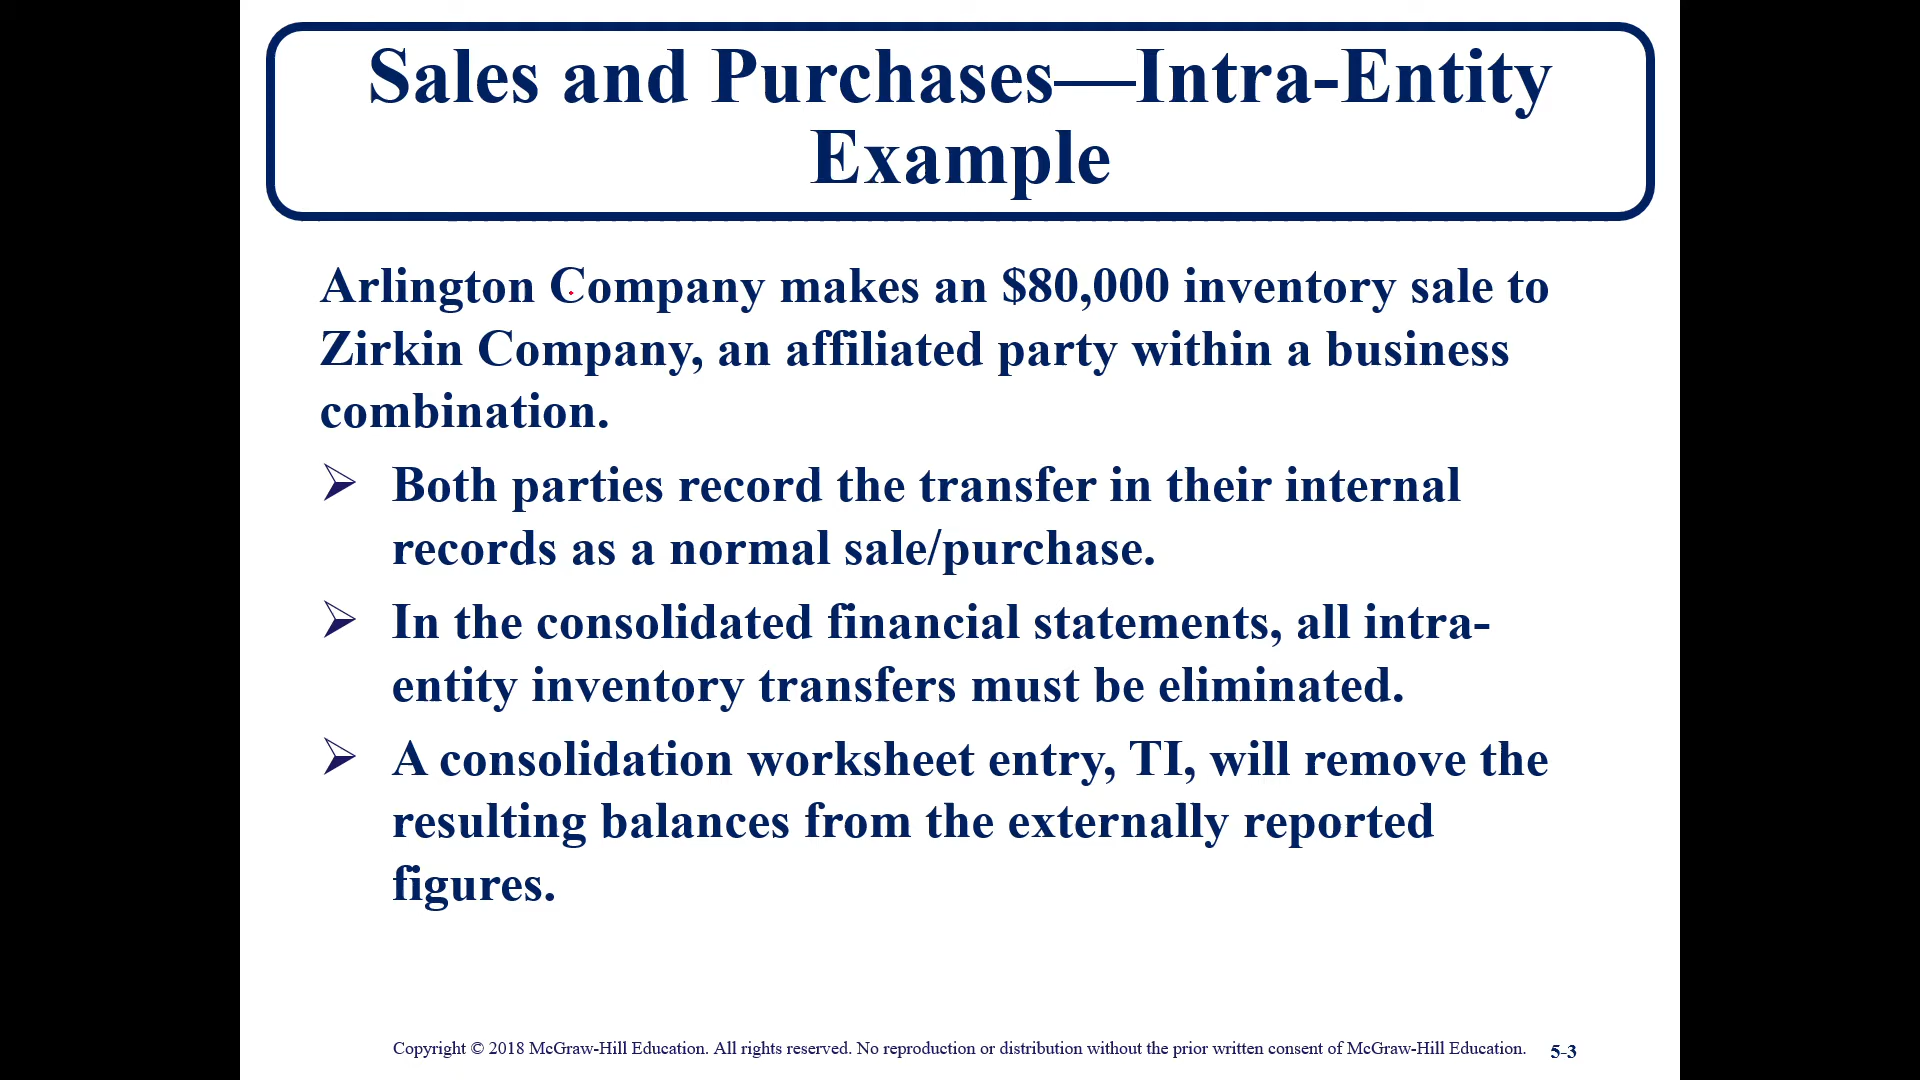 Sales and Purchases—Intra-Entity
Example
Arlington Company makes an $80,000 inventory sale to
Zirkin Company, an affiliated party within a business
combination.
➢ Both parties record the transfer in their internal
records as a normal sale/purchase.
➢ In the consolidated financial statements, all intra-
entity inventory transfers must be eliminated.
➢ A consolidation worksheet entry, TI, will remove the
resulting balances from the externally reported
figures.
Copyright © 2018 McGraw-Hill Education. All rights reserved. No reproduction or distribution without the prior written consent of McGraw-Hill Education. 5-3